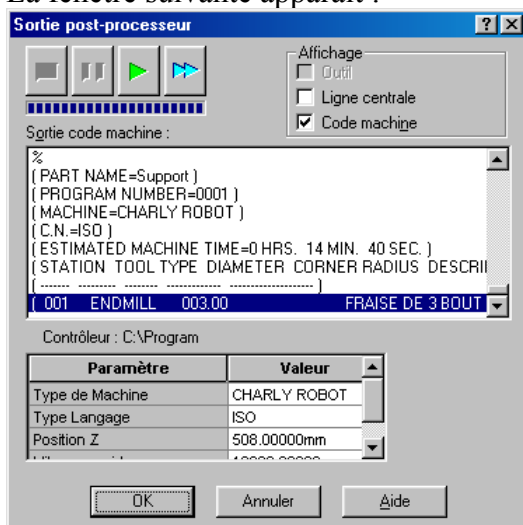 La fenêtre suivante apparaît :
Sortie post-processeur
Affichage
Outil
Ligne centrale
Code machine
Sortie code machine :
%
( PART NAME=Support )
( PROGRAM NUMBER=0001 )
( MACHINE=CHARLY ROBOT )
( C.N.=ISO )
( ESTIMATED MACHINE TIME=0 HRS. 14 MIN. 40 SEC. )
( STATION TOOL TYPE DIAMETER CORNER RADIUS
(------- -------- -------- ------------- -------------------- )
( 001 ENDMILL 003.00 FRAISE DE 3 BOUT
Contrôleur : C:\Program
Paramètre Valeur
Type de Machine CHARLY ROBOT
Type Langage ISO
Position Z 508.00000mm
OK Annuler Aide